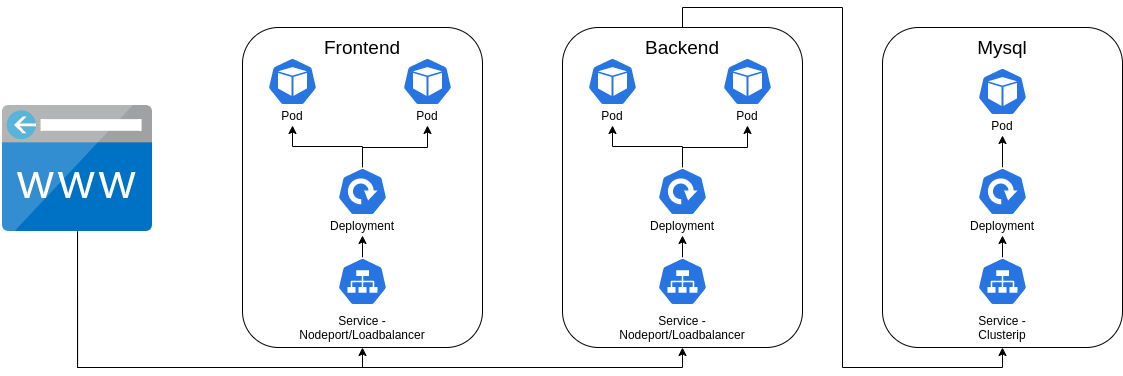 Frontend
Backend
Mysql
Pod
Pod
Pod
Pod
Pod
www
Deployment
Deployment
Deployment
Service -
Nodeport/Loadbalancer
Service -
Nodeport/Loadbalancer
Service -
Clusterip